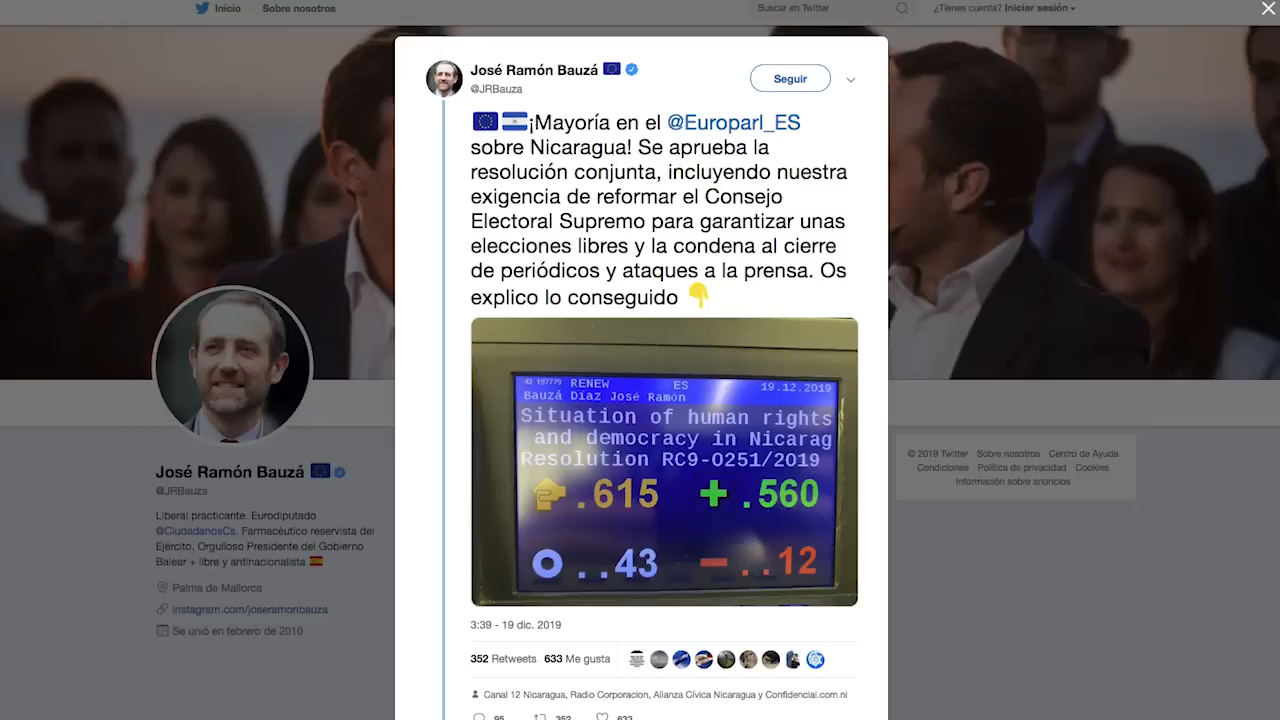 Inicio Sobre nosotros
Buscar en Twitter
¿Tienes cuenta? Iniciar sesión
José Ramón Bauzá
@JRBauza
Seguir
¡Mayoría en el @Europarl_ES
sobre Nicaragua! Se aprueba la
resolución conjunta, incluyendo nuestra
exigencia de reformar el Consejo
Electoral Supremo para garantizar unas
elecciones libres y la condena al cierre
de periódicos y ataques a la prensa. Os
explico lo conseguido
43 197779 RENEW ES 19.12.2019
Bauzá Díaz José Ramón
Situation of human rights
and democracy in Nicarag
Resolution RC9-0251/2019
.615 + .560
..43 - ..12
3:39 - 19 dic. 2019
352 Retweets 633 Me gusta
Canal 12 Nicaragua, Radio Corporacion, Alianza Cívica Nicaragua y Confidencial.com.ni
95 352 633
José Ramón Bauzá
@JRBauza
Liberal practicante. Eurodiputado
@CiudadanosCs. Farmacéutico reservista del
Ejército. Orgulloso Presidente del Gobierno
Balear + libre y antinacionalista
Palma de Mallorca
instagram.com/joseramonbauza
Se unió en febrero de 2010
© 2019 Twitter Sobre nosotros Centro de Ayuda
Condiciones Política de privacidad Cookies
Información sobre anuncios